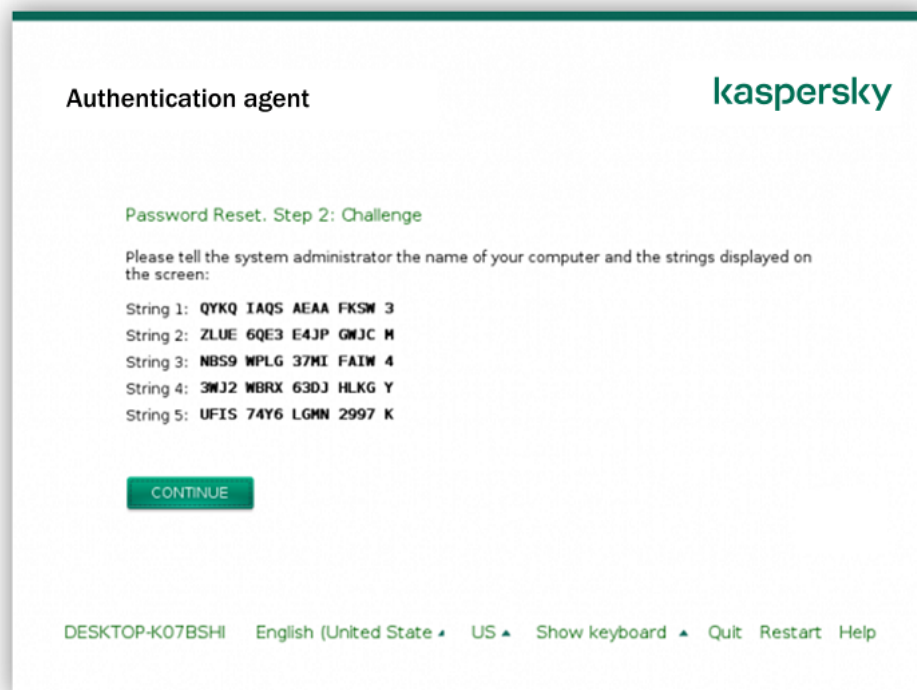 Authentication agent
kaspersky
Password Reset. Step 2: Challenge
Please tell the system administrator the name of your computer and the strings displayed on
the screen:
String 1: QYKQ IAQS AEAA FKSW 3
String 2: ZLUE 6QE3 E4JP GWJC M
String 3: NBS9 WPLG 37MI FAIW 4
String 4: 3WJ2 WBRX 63DJ HLKG Y
String 5: UFIS 74Y6 LGMN 2997 K
CONTINUE
DESKTOP-K07BSHI English (United State US Show keyboard Quit Restart Help